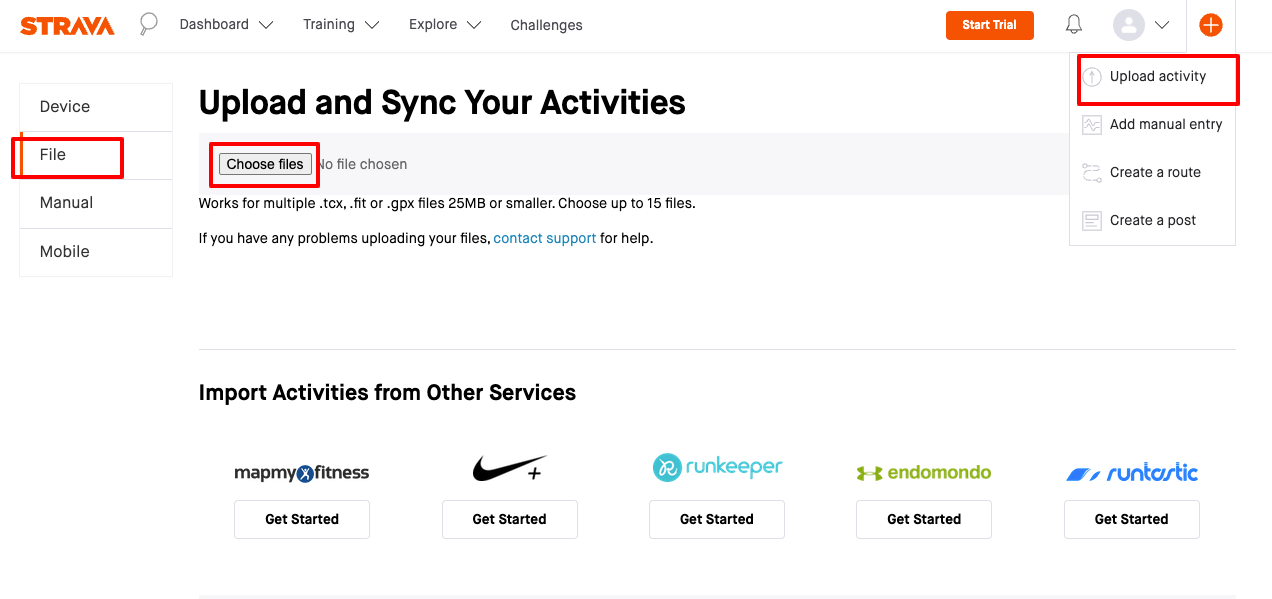 STRAVA Dashboard Training Explore Challenges Start Trial
Upload activity
Add manual entry
Create a route
Create a post
Device
File
Manual
Mobile
Upload and Sync Your Activities
Choose files No file chosen
Works for multiple .tcx, .fit or .gpx files 25MB or smaller. Choose up to 15 files.
If you have any problems uploading your files, contact support for help.
Import Activities from Other Services
mapmyfitness + runkeeper endomondo runtastic
Get Started Get Started Get Started Get Started Get Started